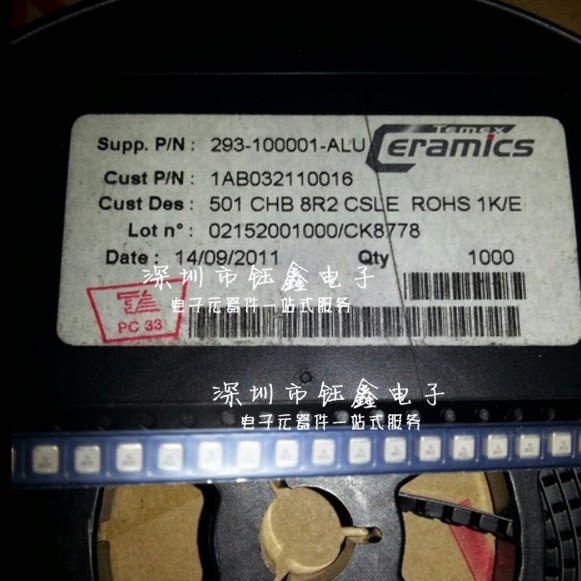 Temex
Ceramics
Supp. P/N : 293-100001-ALU
Cust P/N : 1AB032110016
Cust Des : 501 CHB 8R2 CSLE ROHS 1K/E
Lot n° : 02152001000/CK8778
Date : 14/09/2011 Qty 1000
深圳市钰鑫电子
电子元器件一站式服务
PC 33
深圳市钰鑫电子
电子元器件一站式服务